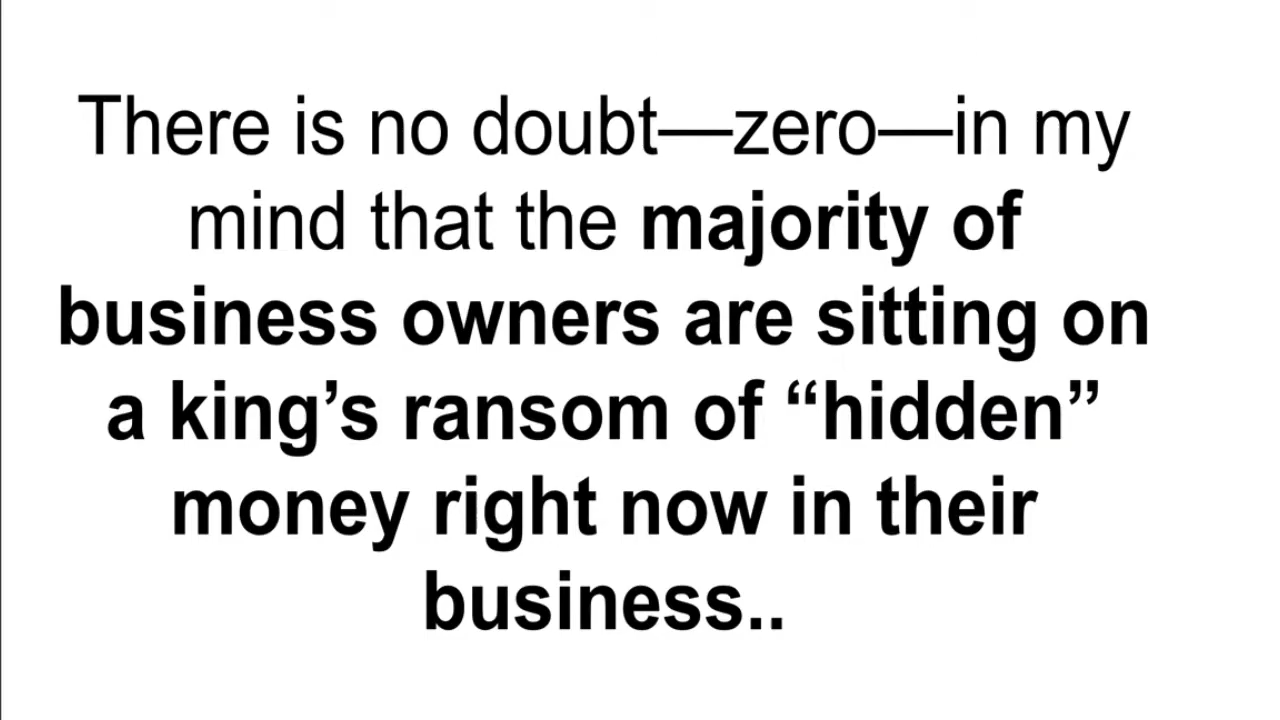 There is no doubt—zero—in my
mind that the majority of
business owners are sitting on
a king’s ransom of “hidden”
money right now in their
business..